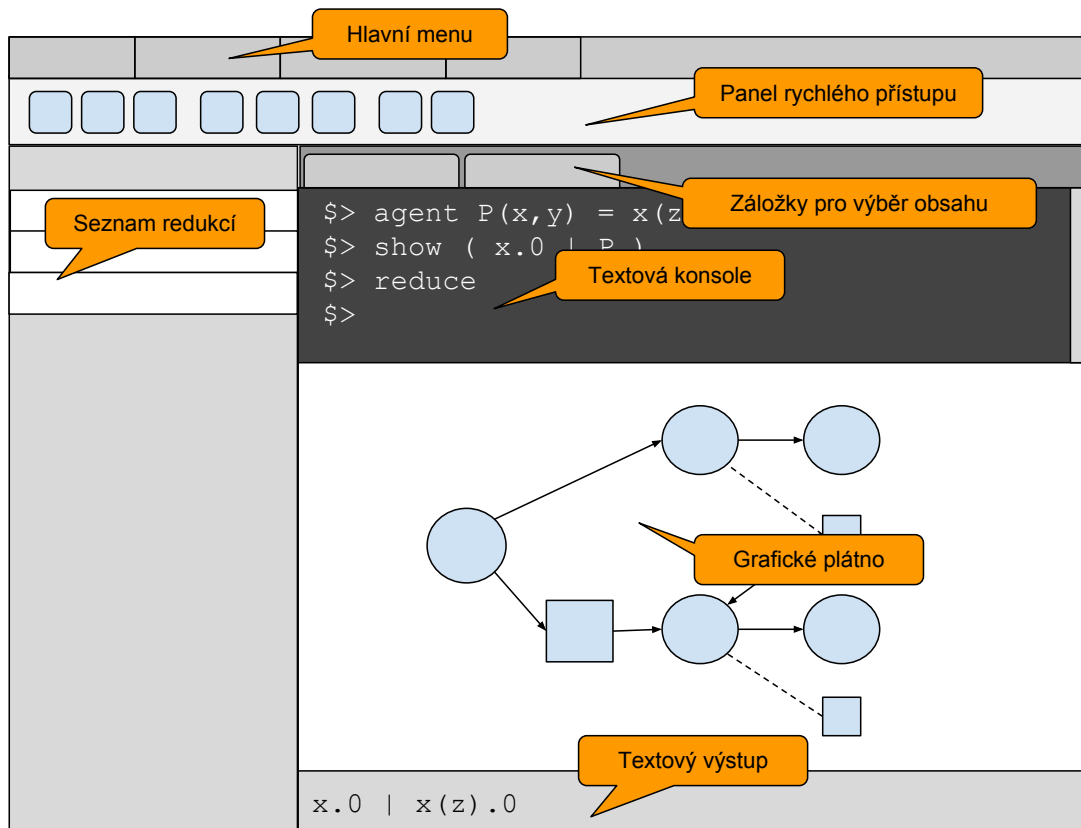 Hlavní menu
Panel rychlého přístupu
Záložky pro výběr obsahu
Seznam redukcí
$> agent P(x,y) = x(z
$> show ( x.0 | P )
$> reduce
$>
Textová konsole
Grafické plátno
Textový výstup
x.0 | x(z).0